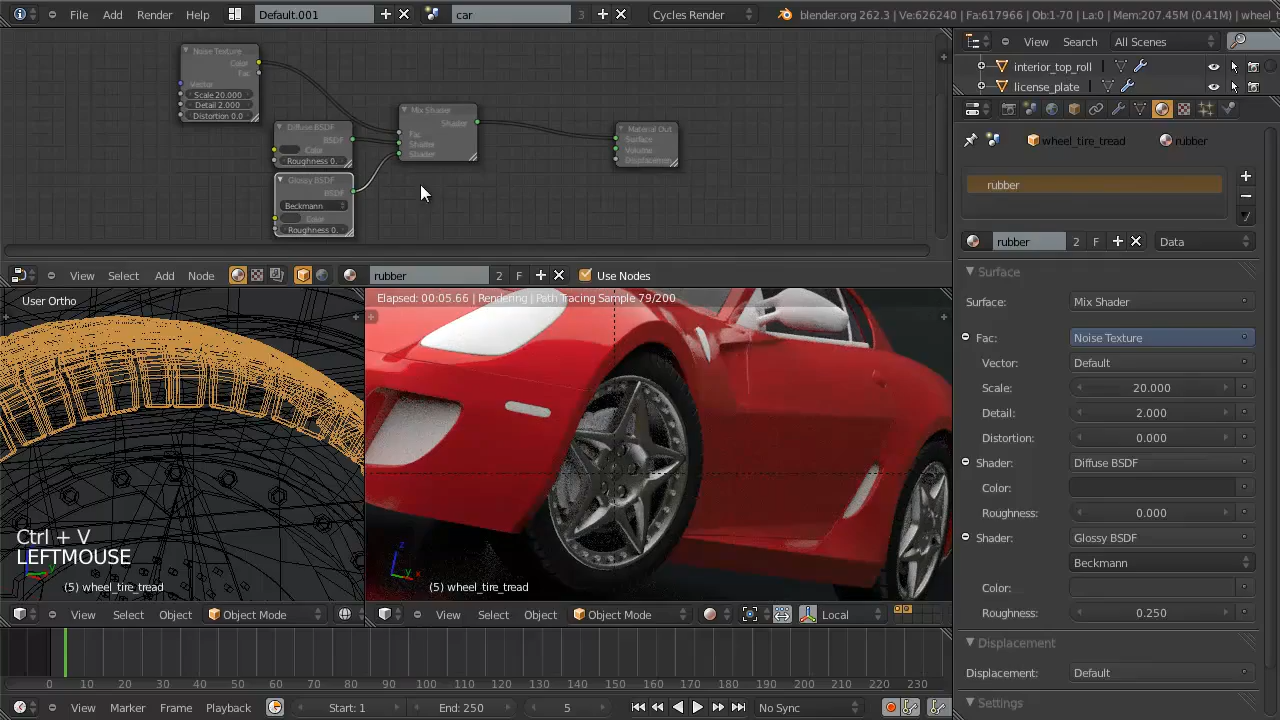 File Add Render Help Default.001 car 3 Cycles Render blender.org 262.3 | Ve:626240 | Fa:617966 | Ob:1-70 | La:0 | Mem:207.45M (0.41M) | wheel_t
View Search All Scenes
interior_top_roll
license_plate
wheel_tire_tread rubber
rubber
rubber 2 F Data
Surface
Surface: Mix Shader
Fac: Noise Texture
Vector: Default
Scale: 20.000
Detail: 2.000
Distortion: 0.000
Shader: Diffuse BSDF
Color:
Roughness: 0.000
Shader: Glossy BSDF
Beckmann
Color:
Roughness: 0.250
Displacement
Displacement: Default
Settings
Noise Texture
Color
Fac
Vector
Scale 20.000
Detail 2.000
Distortion 0.0
Diffuse BSDF
BSDF
Color
Roughness 0.
Glossy BSDF
BSDF
Beckmann
Color
Roughness 0.
Mix Shader
Shader
Fac
Shader
Shader
Material Out
Surface
Volume
Displacemen
View Select Add Node rubber 2 F Use Nodes
User Ortho
Ctrl + V
LEFTMOUSE
(5) wheel_tire_tread
Elapsed: 00:05.66 | Rendering | Path Tracing Sample 79/200
(5) wheel_tire_tread
View Select Object Object Mode
View Select Object Object Mode Local
0 10 20 30 40 50 60 70 80 90 100 110 120 130 140 150 160 170 180 190 200 210 220 230
View Marker Frame Playback Start: 1 End: 250 5 No Sync